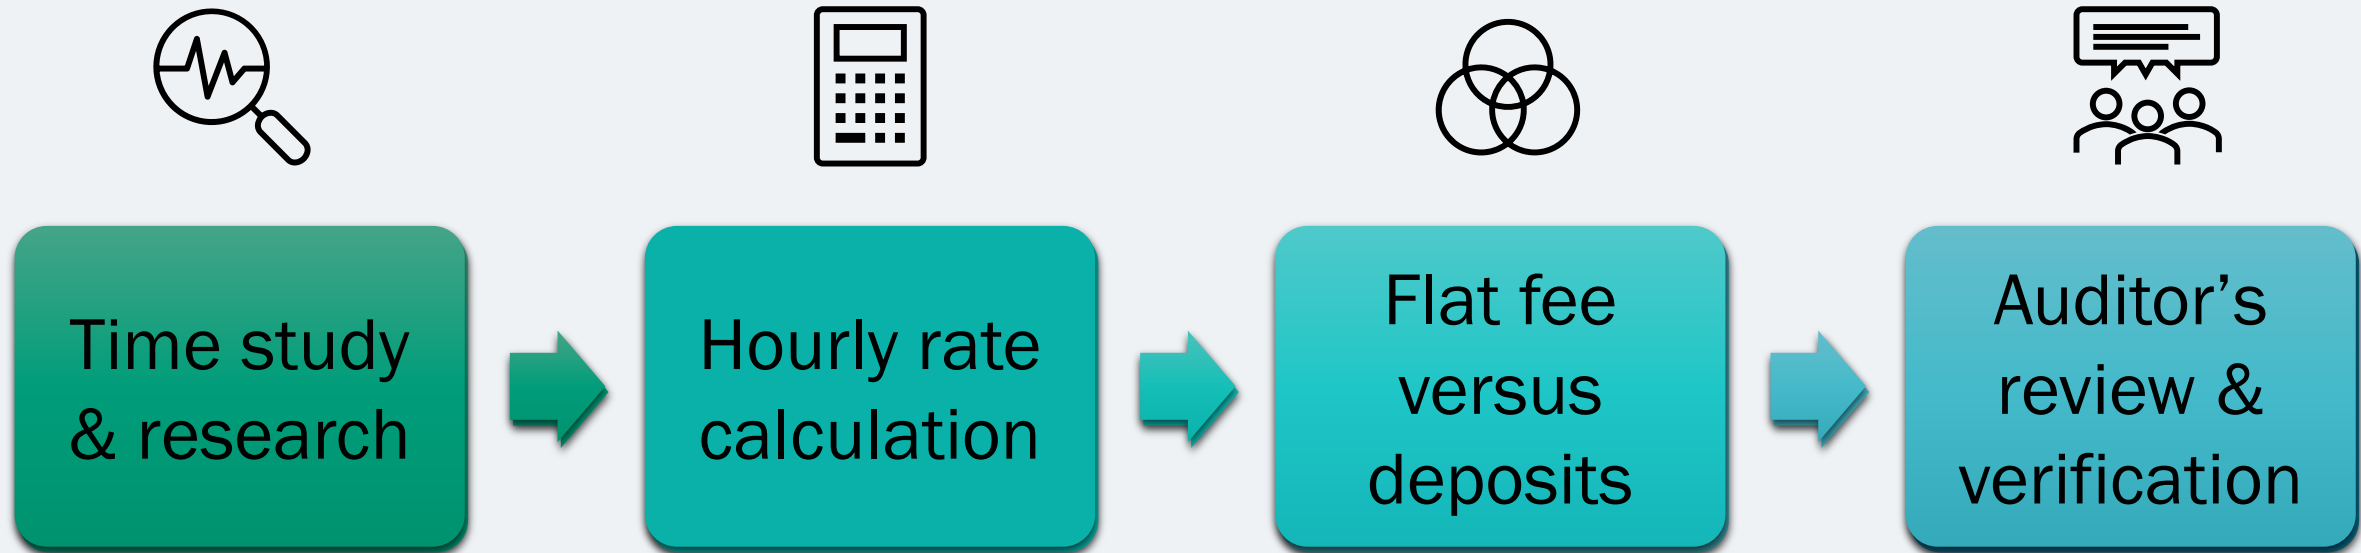 Time study
& research
Hourly rate
calculation
Flat fee
versus
deposits
Auditor’s
review &
verification